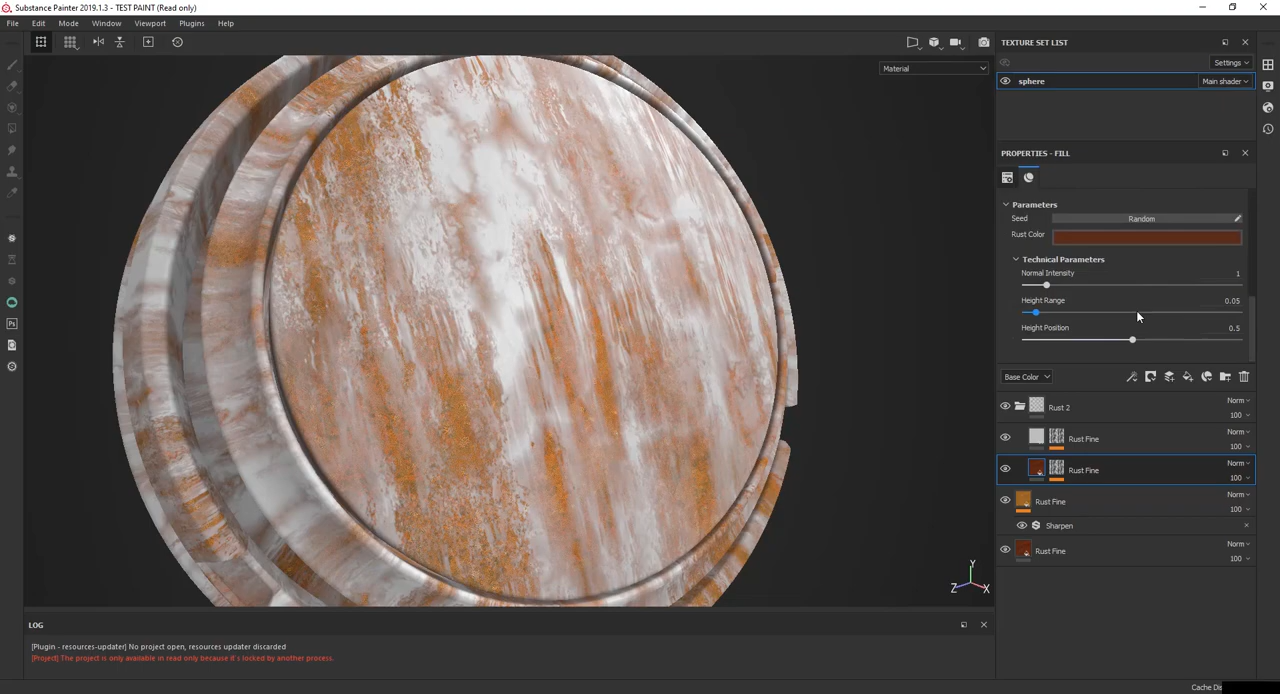 Substance Painter 2019.1.3 - TEST PAINT (Read only)
File Edit Mode Window Viewport Plugins Help
Material
TEXTURE SET LIST
Settings
sphere Main shader
PROPERTIES - FILL
Parameters
Seed Random
Rust Color
Technical Parameters
Normal Intensity 1
Height Range 0.05
Height Position 0.5
Base Color
Rust 2 Norm
100
Rust Fine Norm
100
Rust Fine Norm
100
Rust Fine Norm
100
Sharpen
Rust Fine Norm
100
Y
Z X
Ps
LOG
[Plugin - resources-updater] No project open, resources updater discarded
[Project] The project is only available in read only because it's locked by another process.
Cache Dis